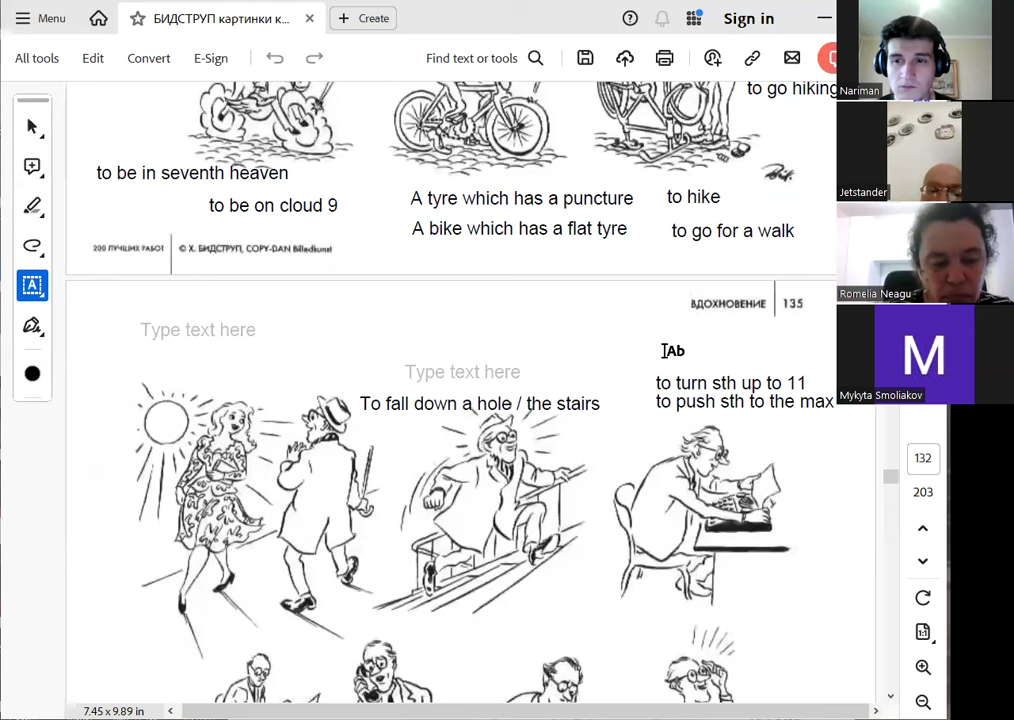 Menu
БИДСТРУП картинки к...
Create
Sign in
All tools
Edit
Convert
E-Sign
Find text or tools
Nariman
to go hiking
to be in seventh heaven
to be on cloud 9
A tyre which has a puncture
A bike which has a flat tyre
to hike
to go for a walk
Jetstander
200 ЛУЧШИХ РАБОТ
© Х. БИДСТРУП, COPY-DAN Billedkunst
Romelia Neagu
ВДОХНОВЕНИЕ
135
Type text here
Ab
Type text here
to turn sth up to 11
M
Mykyta Smoliakov
To fall down a hole / the stairs
to push sth to the max
132
203
1:1
7.45 x 9.89 in